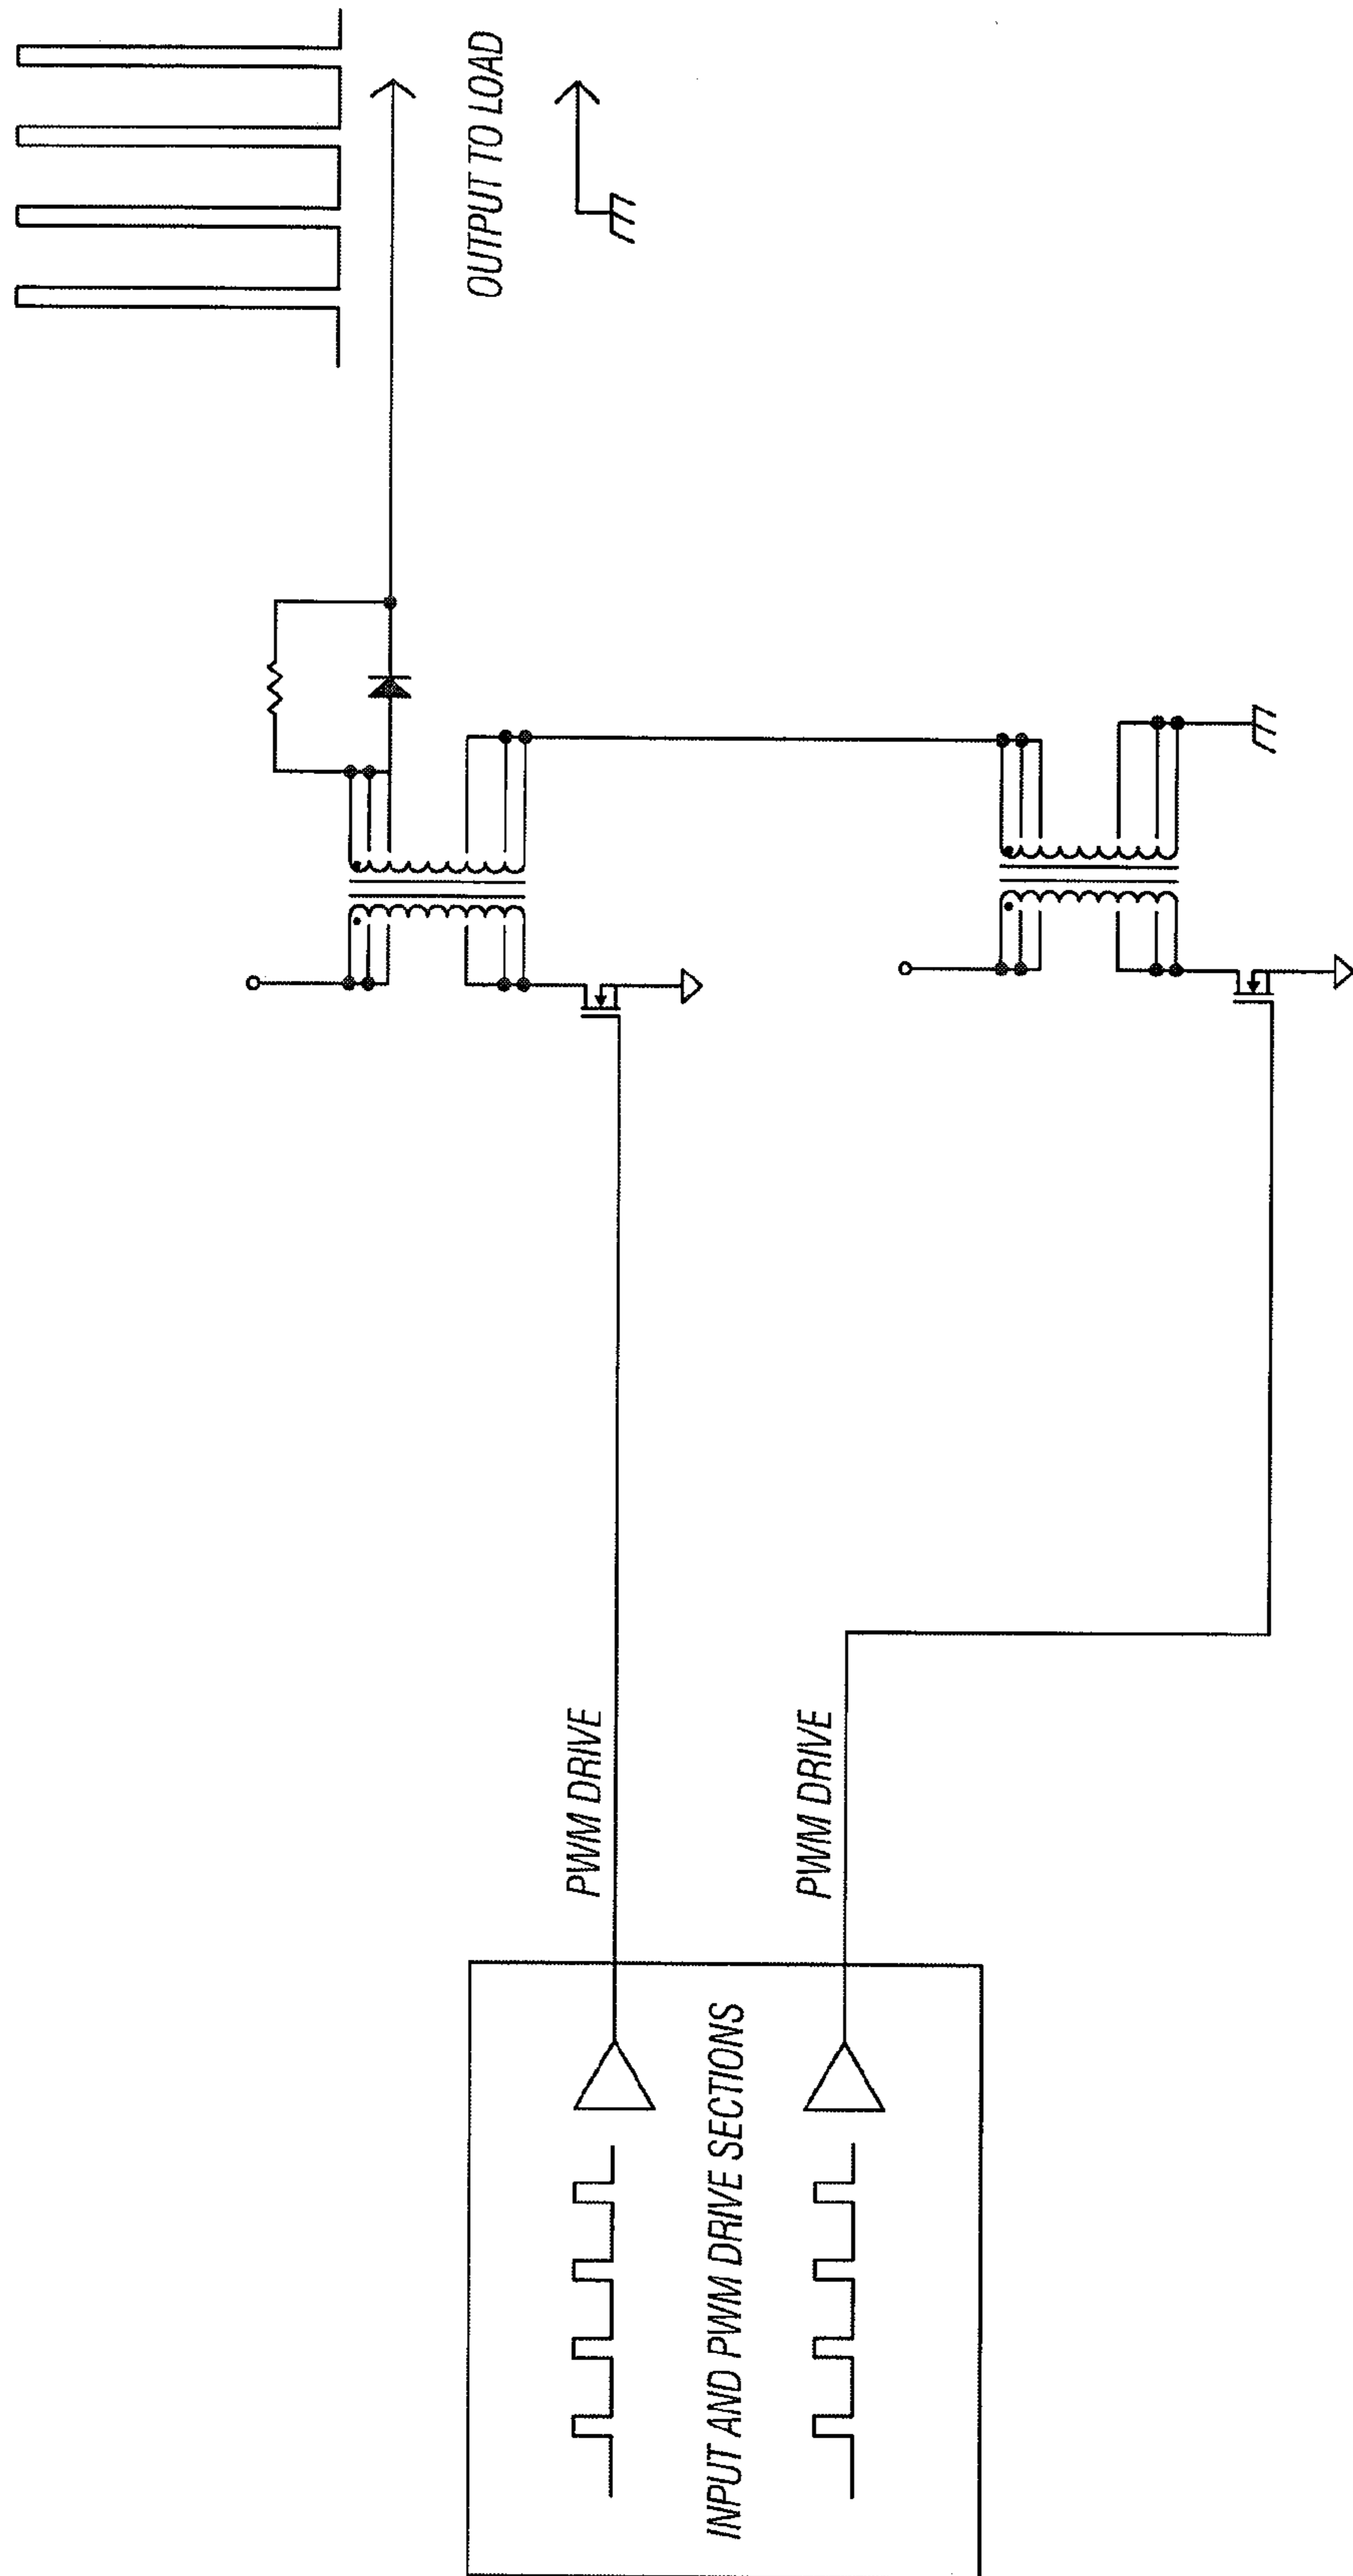 INPUT AND PWM DRIVE SECTIONS
PWM DRIVE
PWM DRIVE
OUTPUT TO LOAD